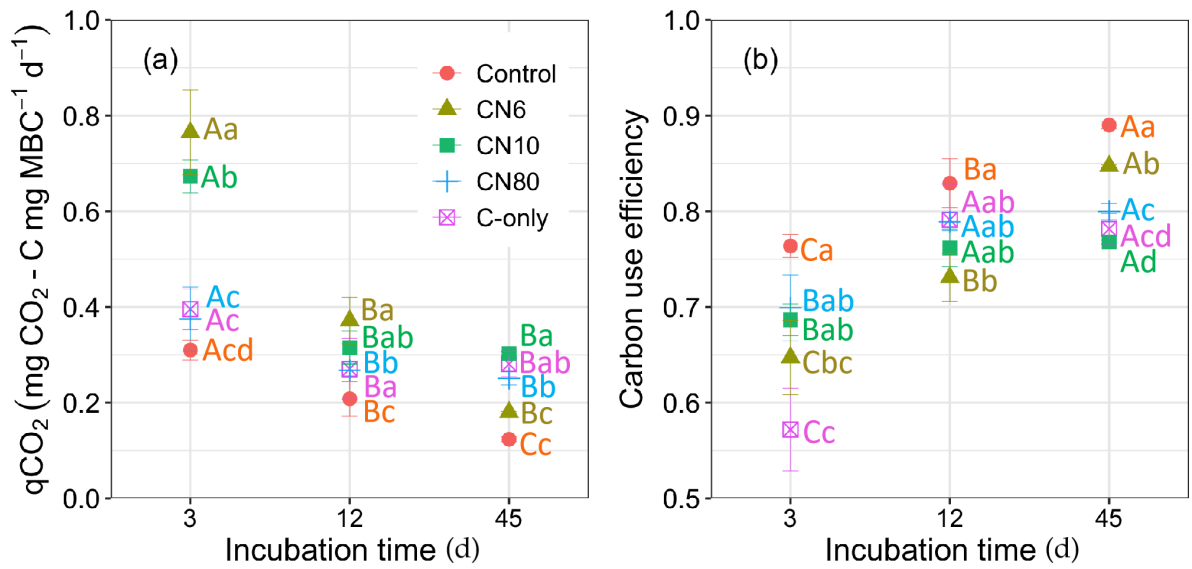 (a)
qCO₂ (mg CO₂ - C mg MBC⁻¹ d⁻¹)
1.0
0.8
0.6
0.4
0.2
0.0
Control
CN6
CN10
CN80
C-only
Aa
Ab
Ac
Ac
Acd
Ba
Bab
Bb
Ba
Bc
Ba
Bab
Bb
Bc
Cc
3
12
45
Incubation time (d)
(b)
Carbon use efficiency
1.0
0.9
0.8
0.7
0.6
0.5
Ca
Bab
Bab
Cbc
Cc
Ba
Aab
Aab
Aab
Bb
Aa
Ab
Ac
Acd
Ad
3
12
45
Incubation time (d)